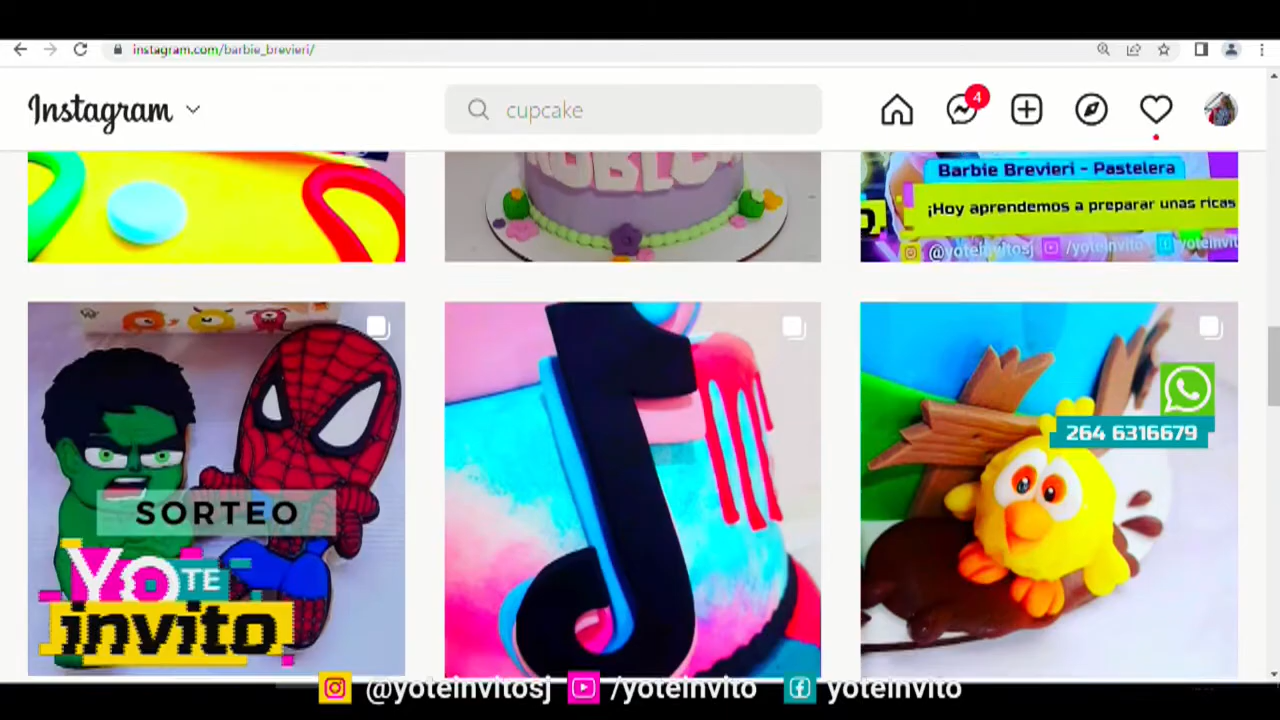 instagram.com/barbie_brevieri/
Instagram
cupcake
4
Barbie Brevieri - Pastelera
¡Hoy aprendemos a preparar unas ricas
@yoteinvitosj /yoteinvito yoteinvit
SORTEO
YO TE
invito
264 6316679
@yoteinvitosj /yoteinvito yoteinvito